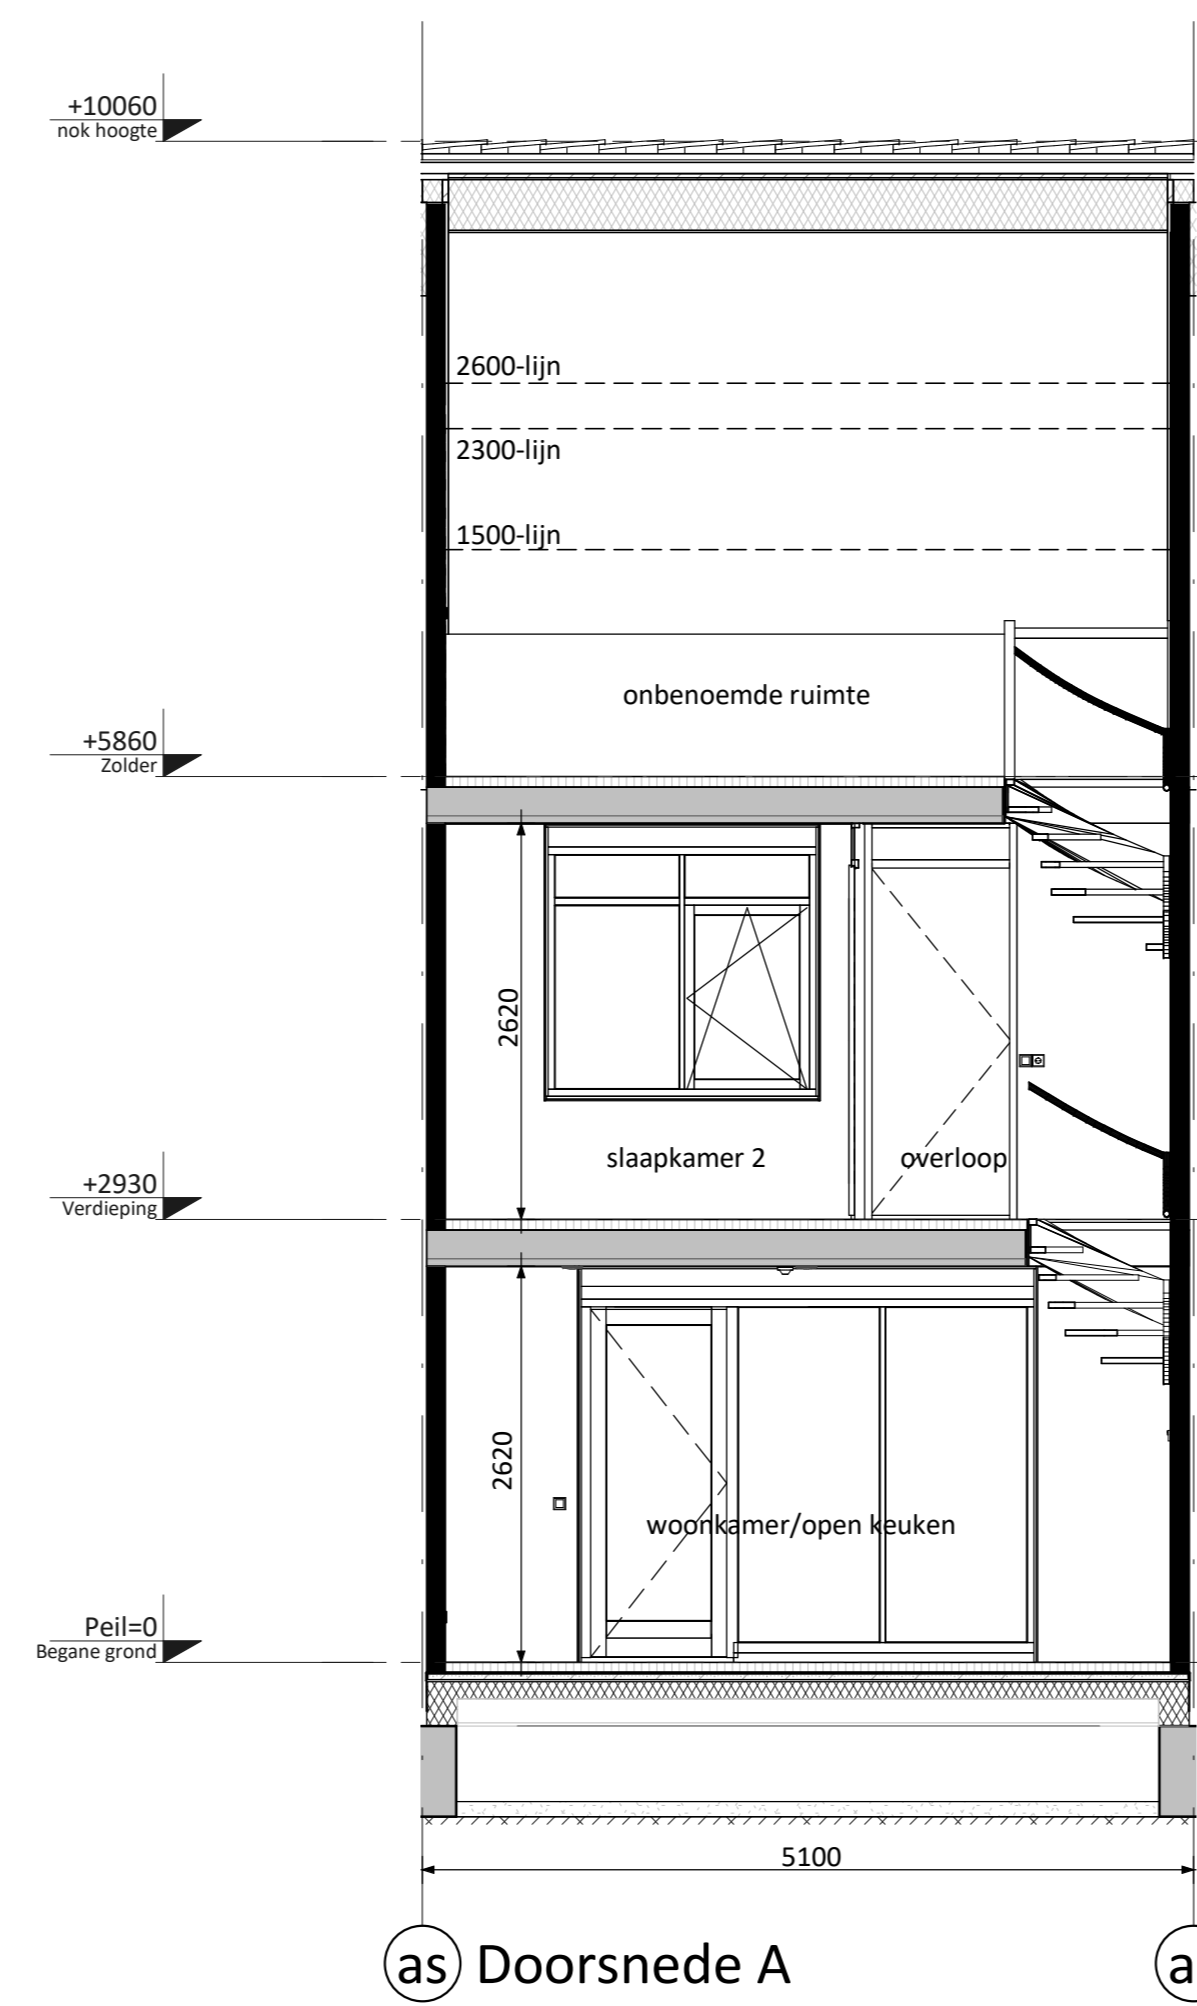 +10060
nok hoogte
2600-lijn
2300-lijn
1500-lijn
onbenoemde ruimte
+5860
Zolder
2620
slaapkamer 2
overloop
+2930
Verdieping
2620
woonkamer/open keuken
Peil=0
Begane grond
5100
as Doorsnede A
a